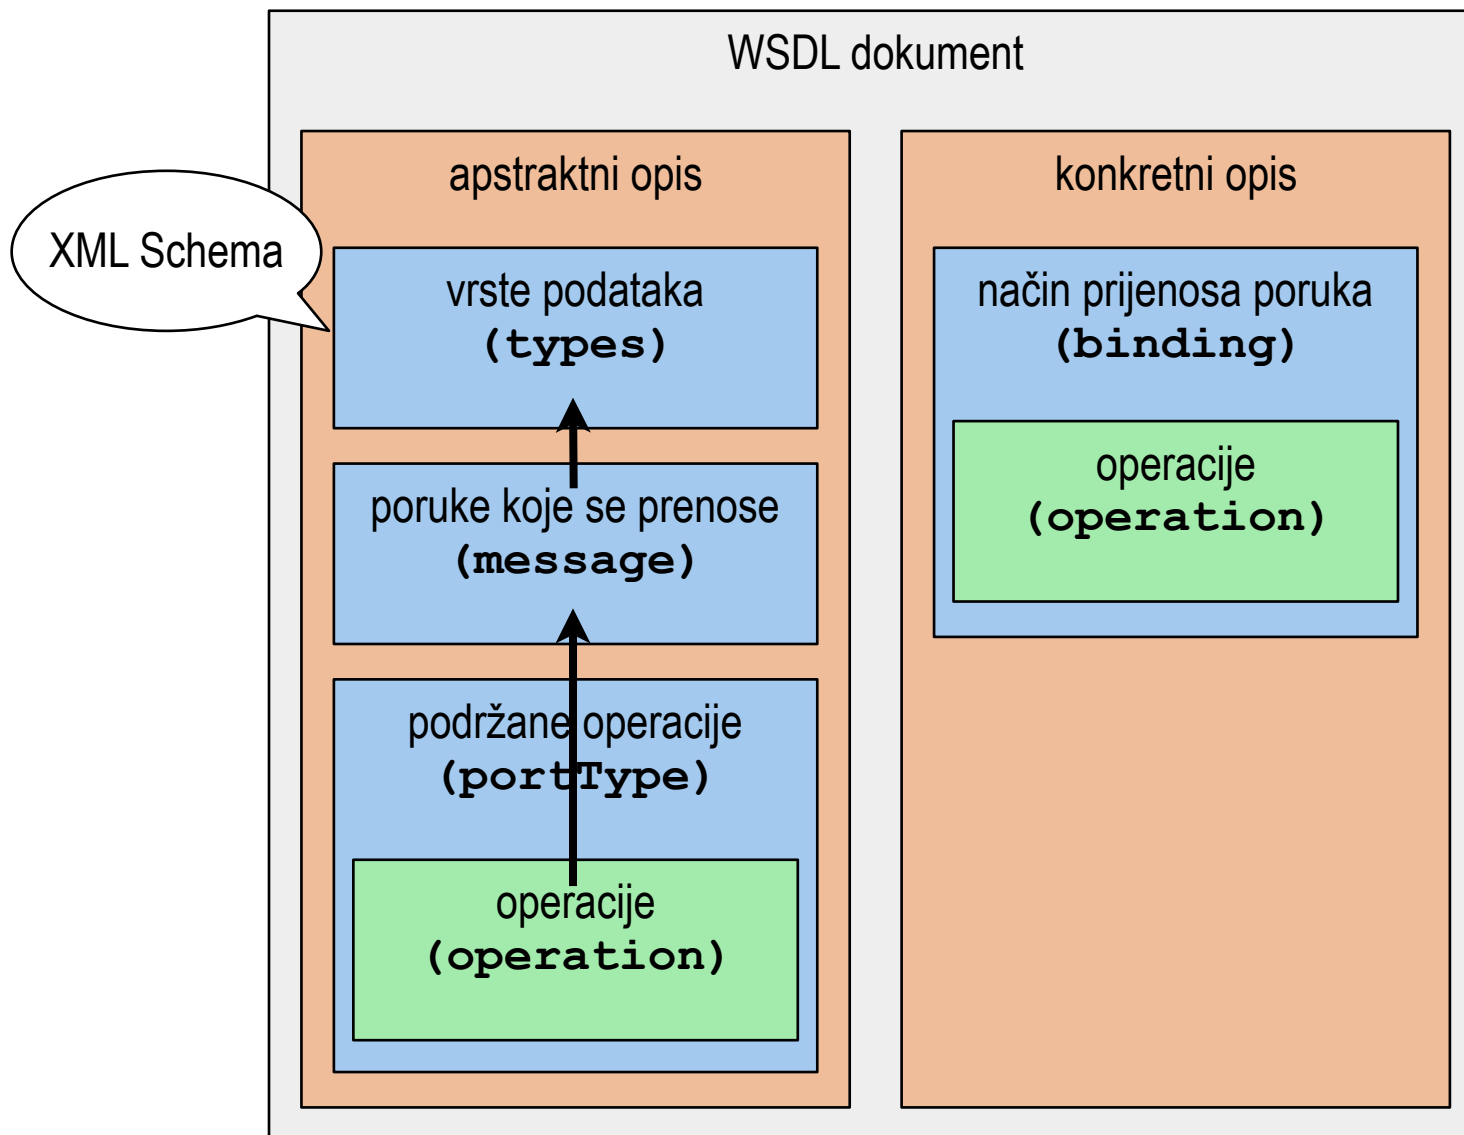 WSDL dokument
apstraktni opis
XML Schema
vrste podataka
(types)
poruke koje se prenose
(message)
podržane operacije
(portType)
operacije
(operation)
konkretni opis
način prijenosa poruka
(binding)
operacije
(operation)